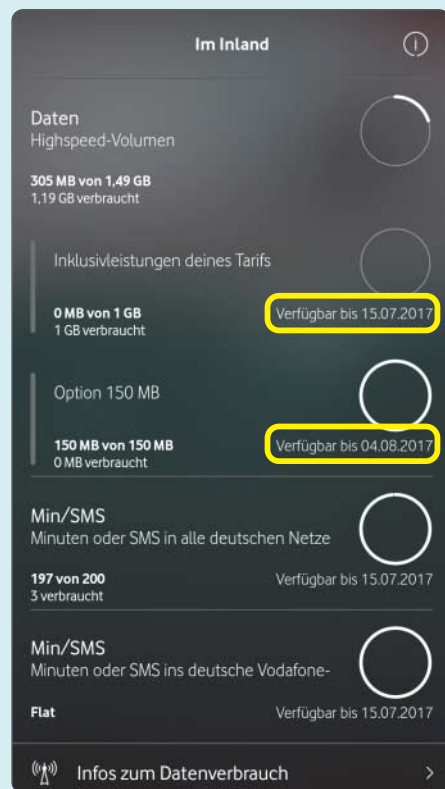 Im Inland
Daten
Highspeed-Volumen
305 MB von 1,49 GB
1,19 GB verbraucht
Inklusivleistungen deines Tarifs
0 MB von 1 GB
Verfügbar bis 15.07.2017
1 GB verbraucht
Option 150 MB
150 MB von 150 MB
Verfügbar bis 04.08.2017
0 MB verbraucht
Min/SMS
Minuten oder SMS in alle deutschen Netze
197 von 200
Verfügbar bis 15.07.2017
3 verbraucht
Min/SMS
Minuten oder SMS ins deutsche Vodafone-
Flat
Verfügbar bis 15.07.2017
Infos zum Datenverbrauch